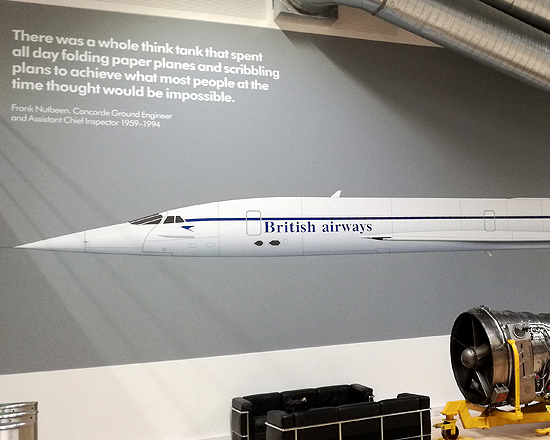 There was a whole think tank that spent
all day folding paper planes and scribbling
plans to achieve what most people at the
time thought would be impossible.
Frank Nutbeen, Concorde Ground Engineer
and Assistant Chief Inspector 1959–1994
British airways